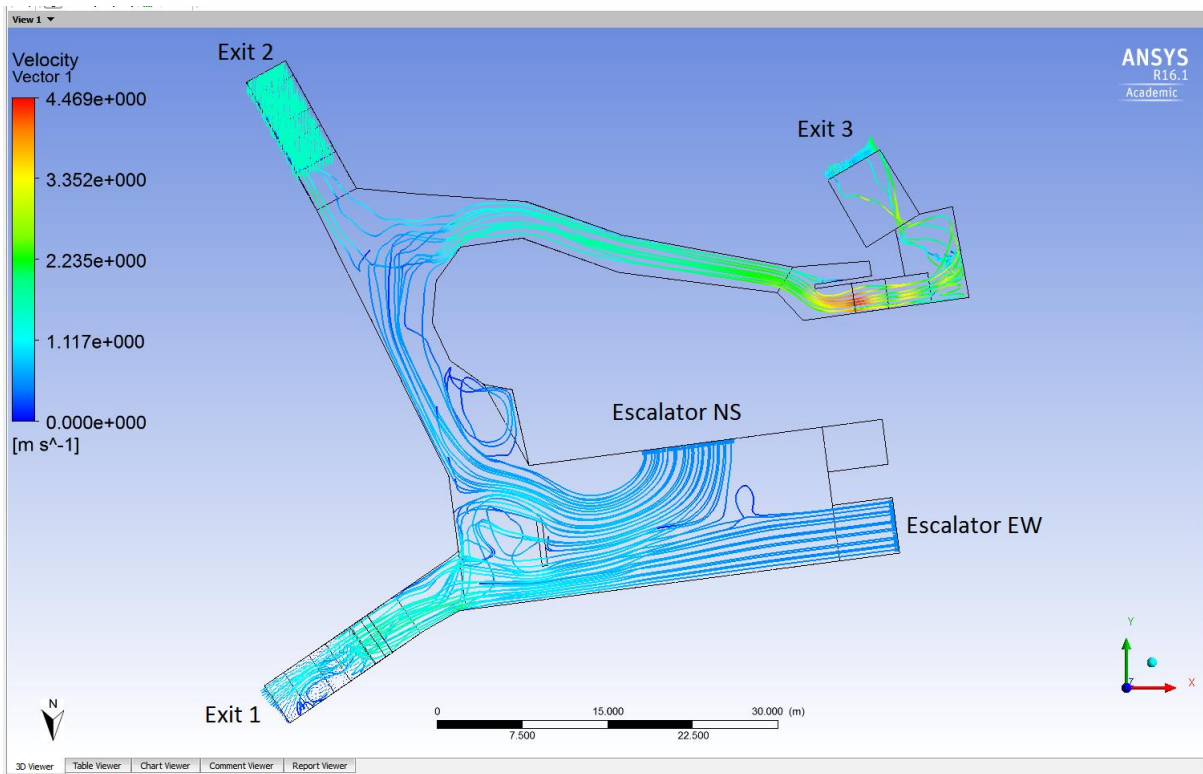 View 1
Exit 2
Velocity
Vector 1
4.469e+000
3.352e+000
2.235e+000
1.117e+000
0.000e+000
[m s^-1]
ANSYS
R16.1
Academic
Exit 3
Escalator NS
Escalator EW
Exit 1
N
0 15.000 30.000 (m)
7.500 22.500
Y
Z X
3D Viewer Table Viewer Chart Viewer Comment Viewer Report Viewer